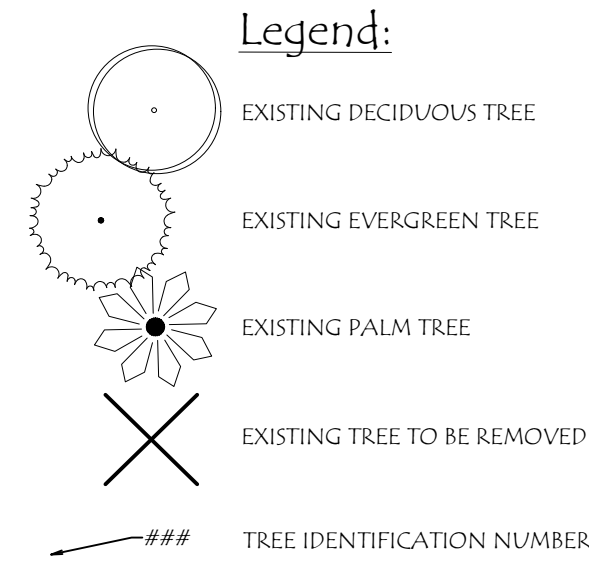 Legend:
EXISTING DECIDUOUS TREE
EXISTING EVERGREEN TREE
EXISTING PALM TREE
EXISTING TREE TO BE REMOVED
### TREE IDENTIFICATION NUMBER